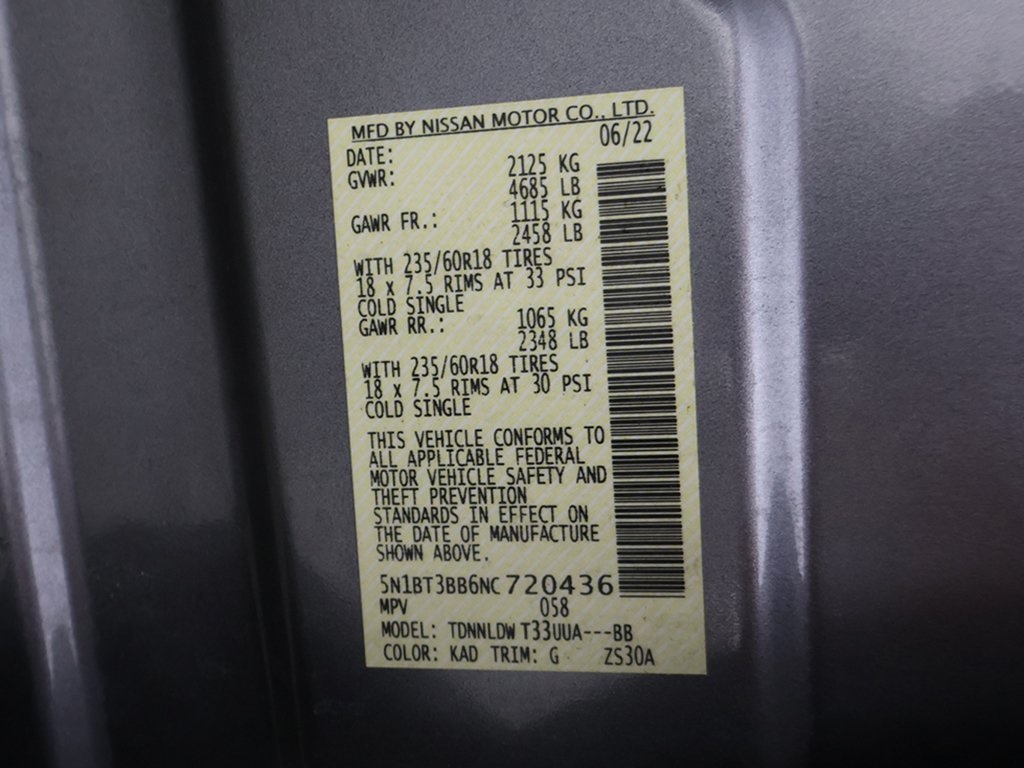 MFD BY NISSAN MOTOR CO., LTD.
DATE: 06/22
GVWR: 2125 KG
4685 LB
GAWR FR.: 1115 KG
2458 LB
WITH 235/60R18 TIRES
18 x 7.5 RIMS AT 33 PSI
COLD SINGLE
GAWR RR.: 1065 KG
2348 LB
WITH 235/60R18 TIRES
18 x 7.5 RIMS AT 30 PSI
COLD SINGLE
THIS VEHICLE CONFORMS TO
ALL APPLICABLE FEDERAL
MOTOR VEHICLE SAFETY AND
THEFT PREVENTION
STANDARDS IN EFFECT ON
THE DATE OF MANUFACTURE
SHOWN ABOVE.
5N1BT3BB6NC720436
MPV 058
MODEL: TDNNLDW T33UUA---BB
COLOR: KAD TRIM: G ZS30A